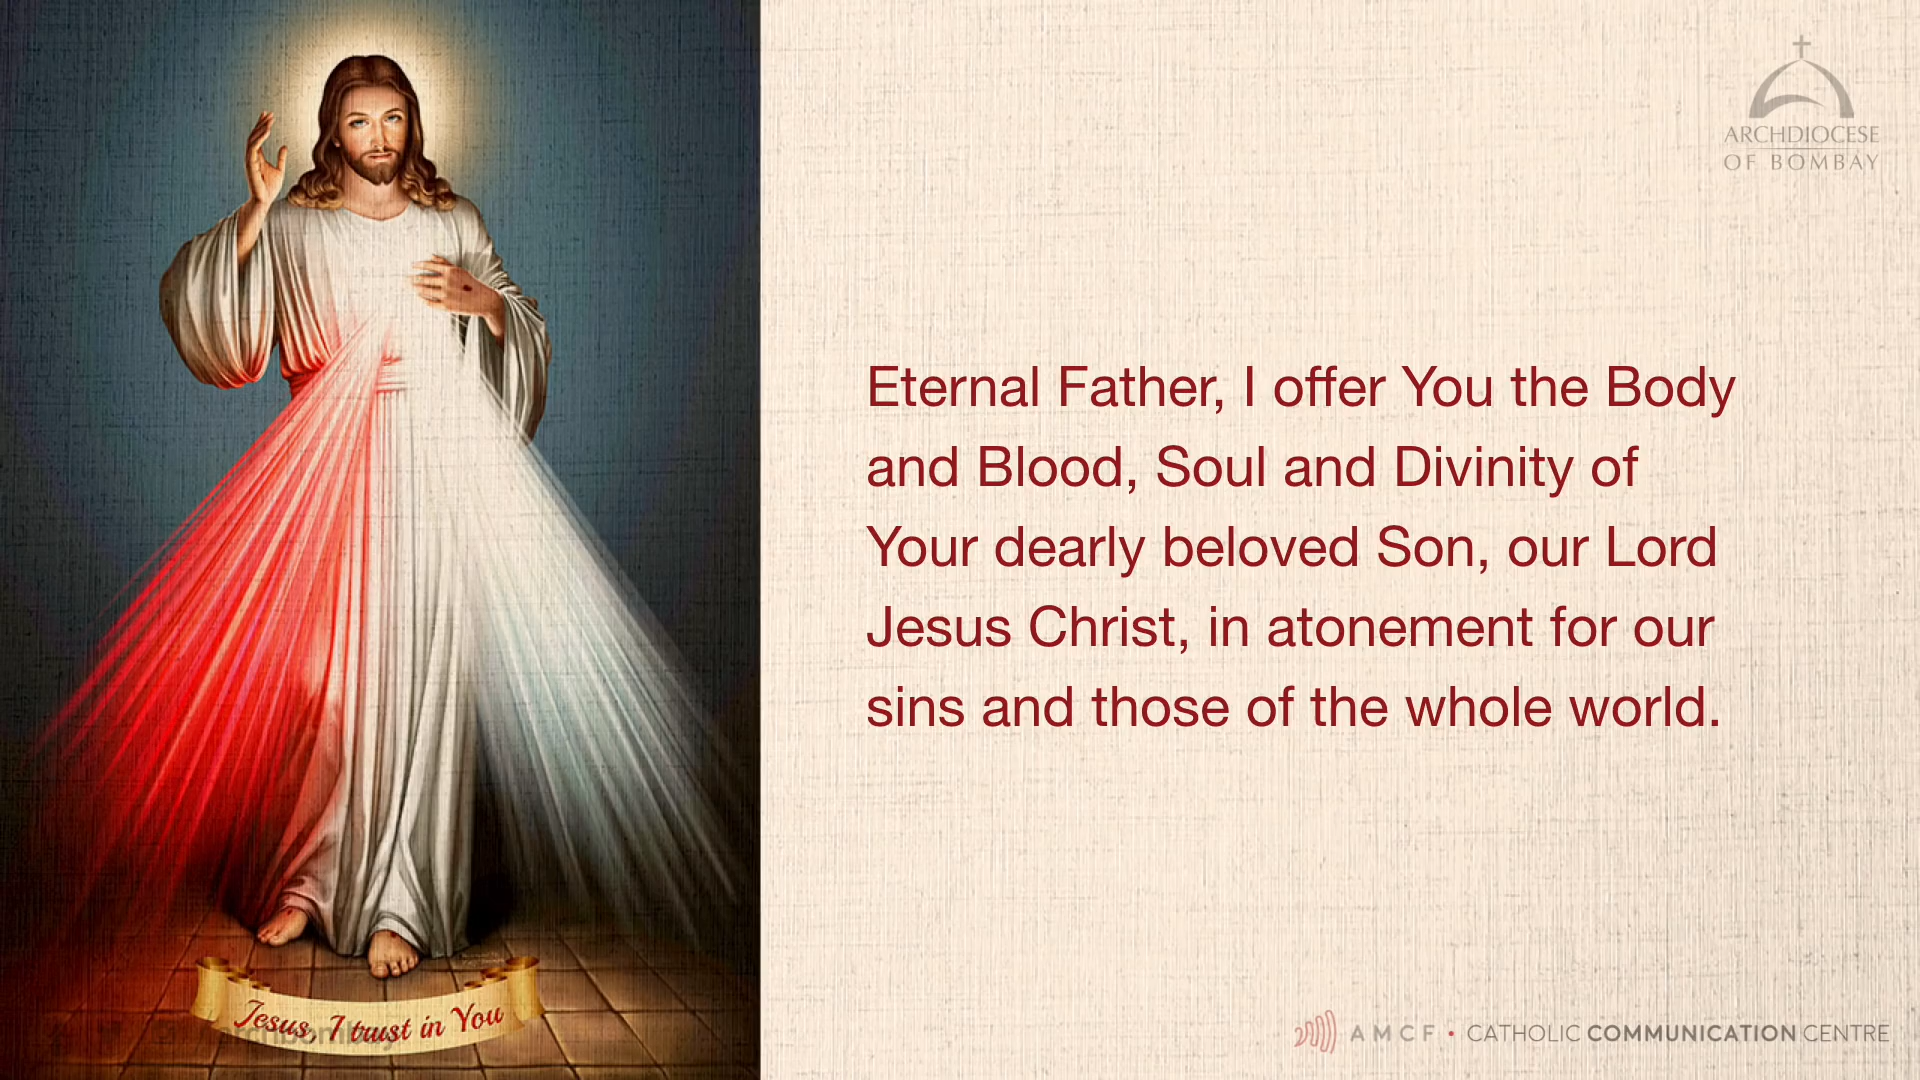 ARCHDIOCESE
OF BOMBAY
Eternal Father, I offer You the Body
and Blood, Soul and Divinity of
Your dearly beloved Son, our Lord
Jesus Christ, in atonement for our
sins and those of the whole world.
Jesus, I trust in You
AMCF • CATHOLIC COMMUNICATION CENTRE